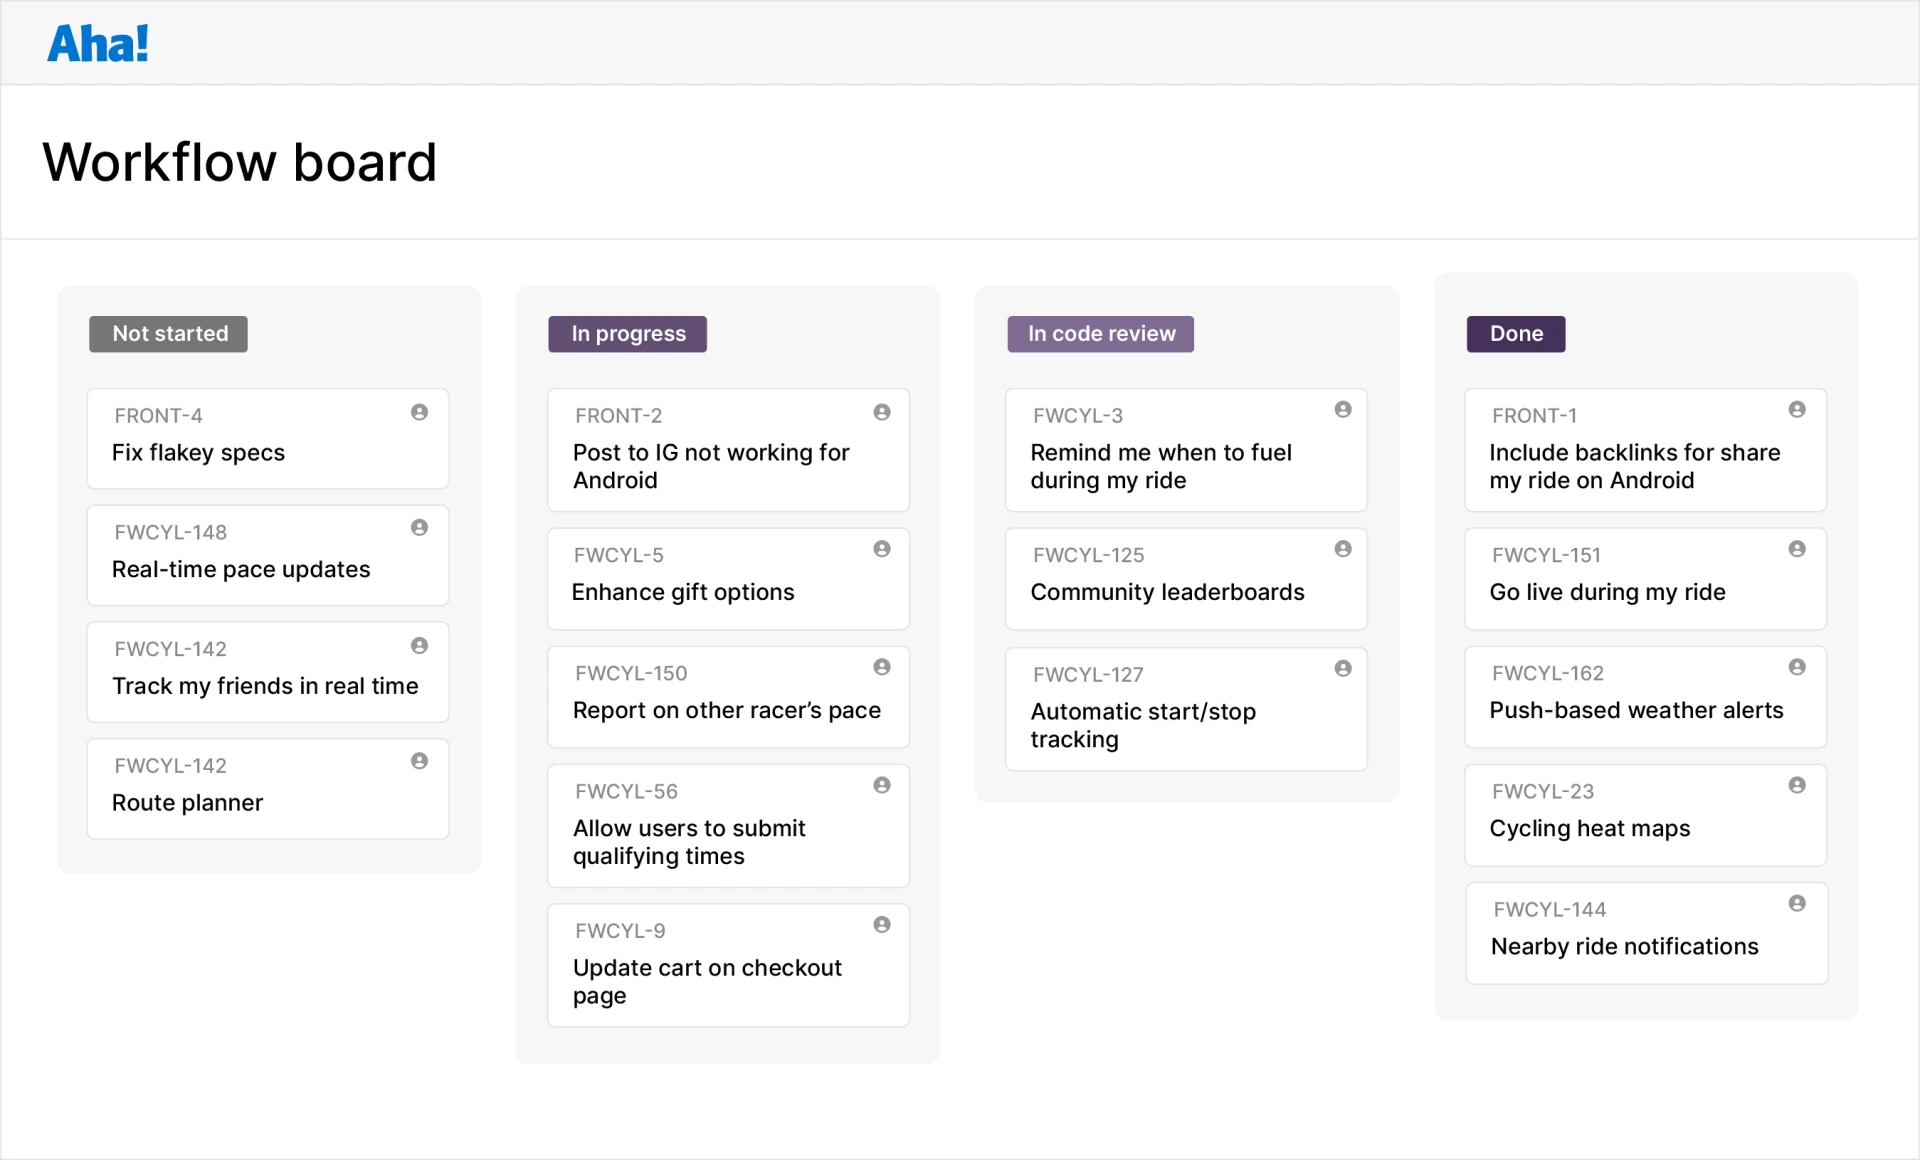 Aha!
Workflow board
Not started
FRONT-4
Fix flakey specs
FWCYL-148
Real-time pace updates
FWCYL-142
Track my friends in real time
FWCYL-142
Route planner
In progress
FRONT-2
Post to IG not working for
Android
FWCYL-5
Enhance gift options
FWCYL-150
Report on other racer’s pace
FWCYL-56
Allow users to submit
qualifying times
FWCYL-9
Update cart on checkout
page
In code review
FWCYL-3
Remind me when to fuel
during my ride
FWCYL-125
Community leaderboards
FWCYL-127
Automatic start/stop
tracking
Done
FRONT-1
Include backlinks for share
my ride on Android
FWCYL-151
Go live during my ride
FWCYL-162
Push-based weather alerts
FWCYL-23
Cycling heat maps
FWCYL-144
Nearby ride notifications